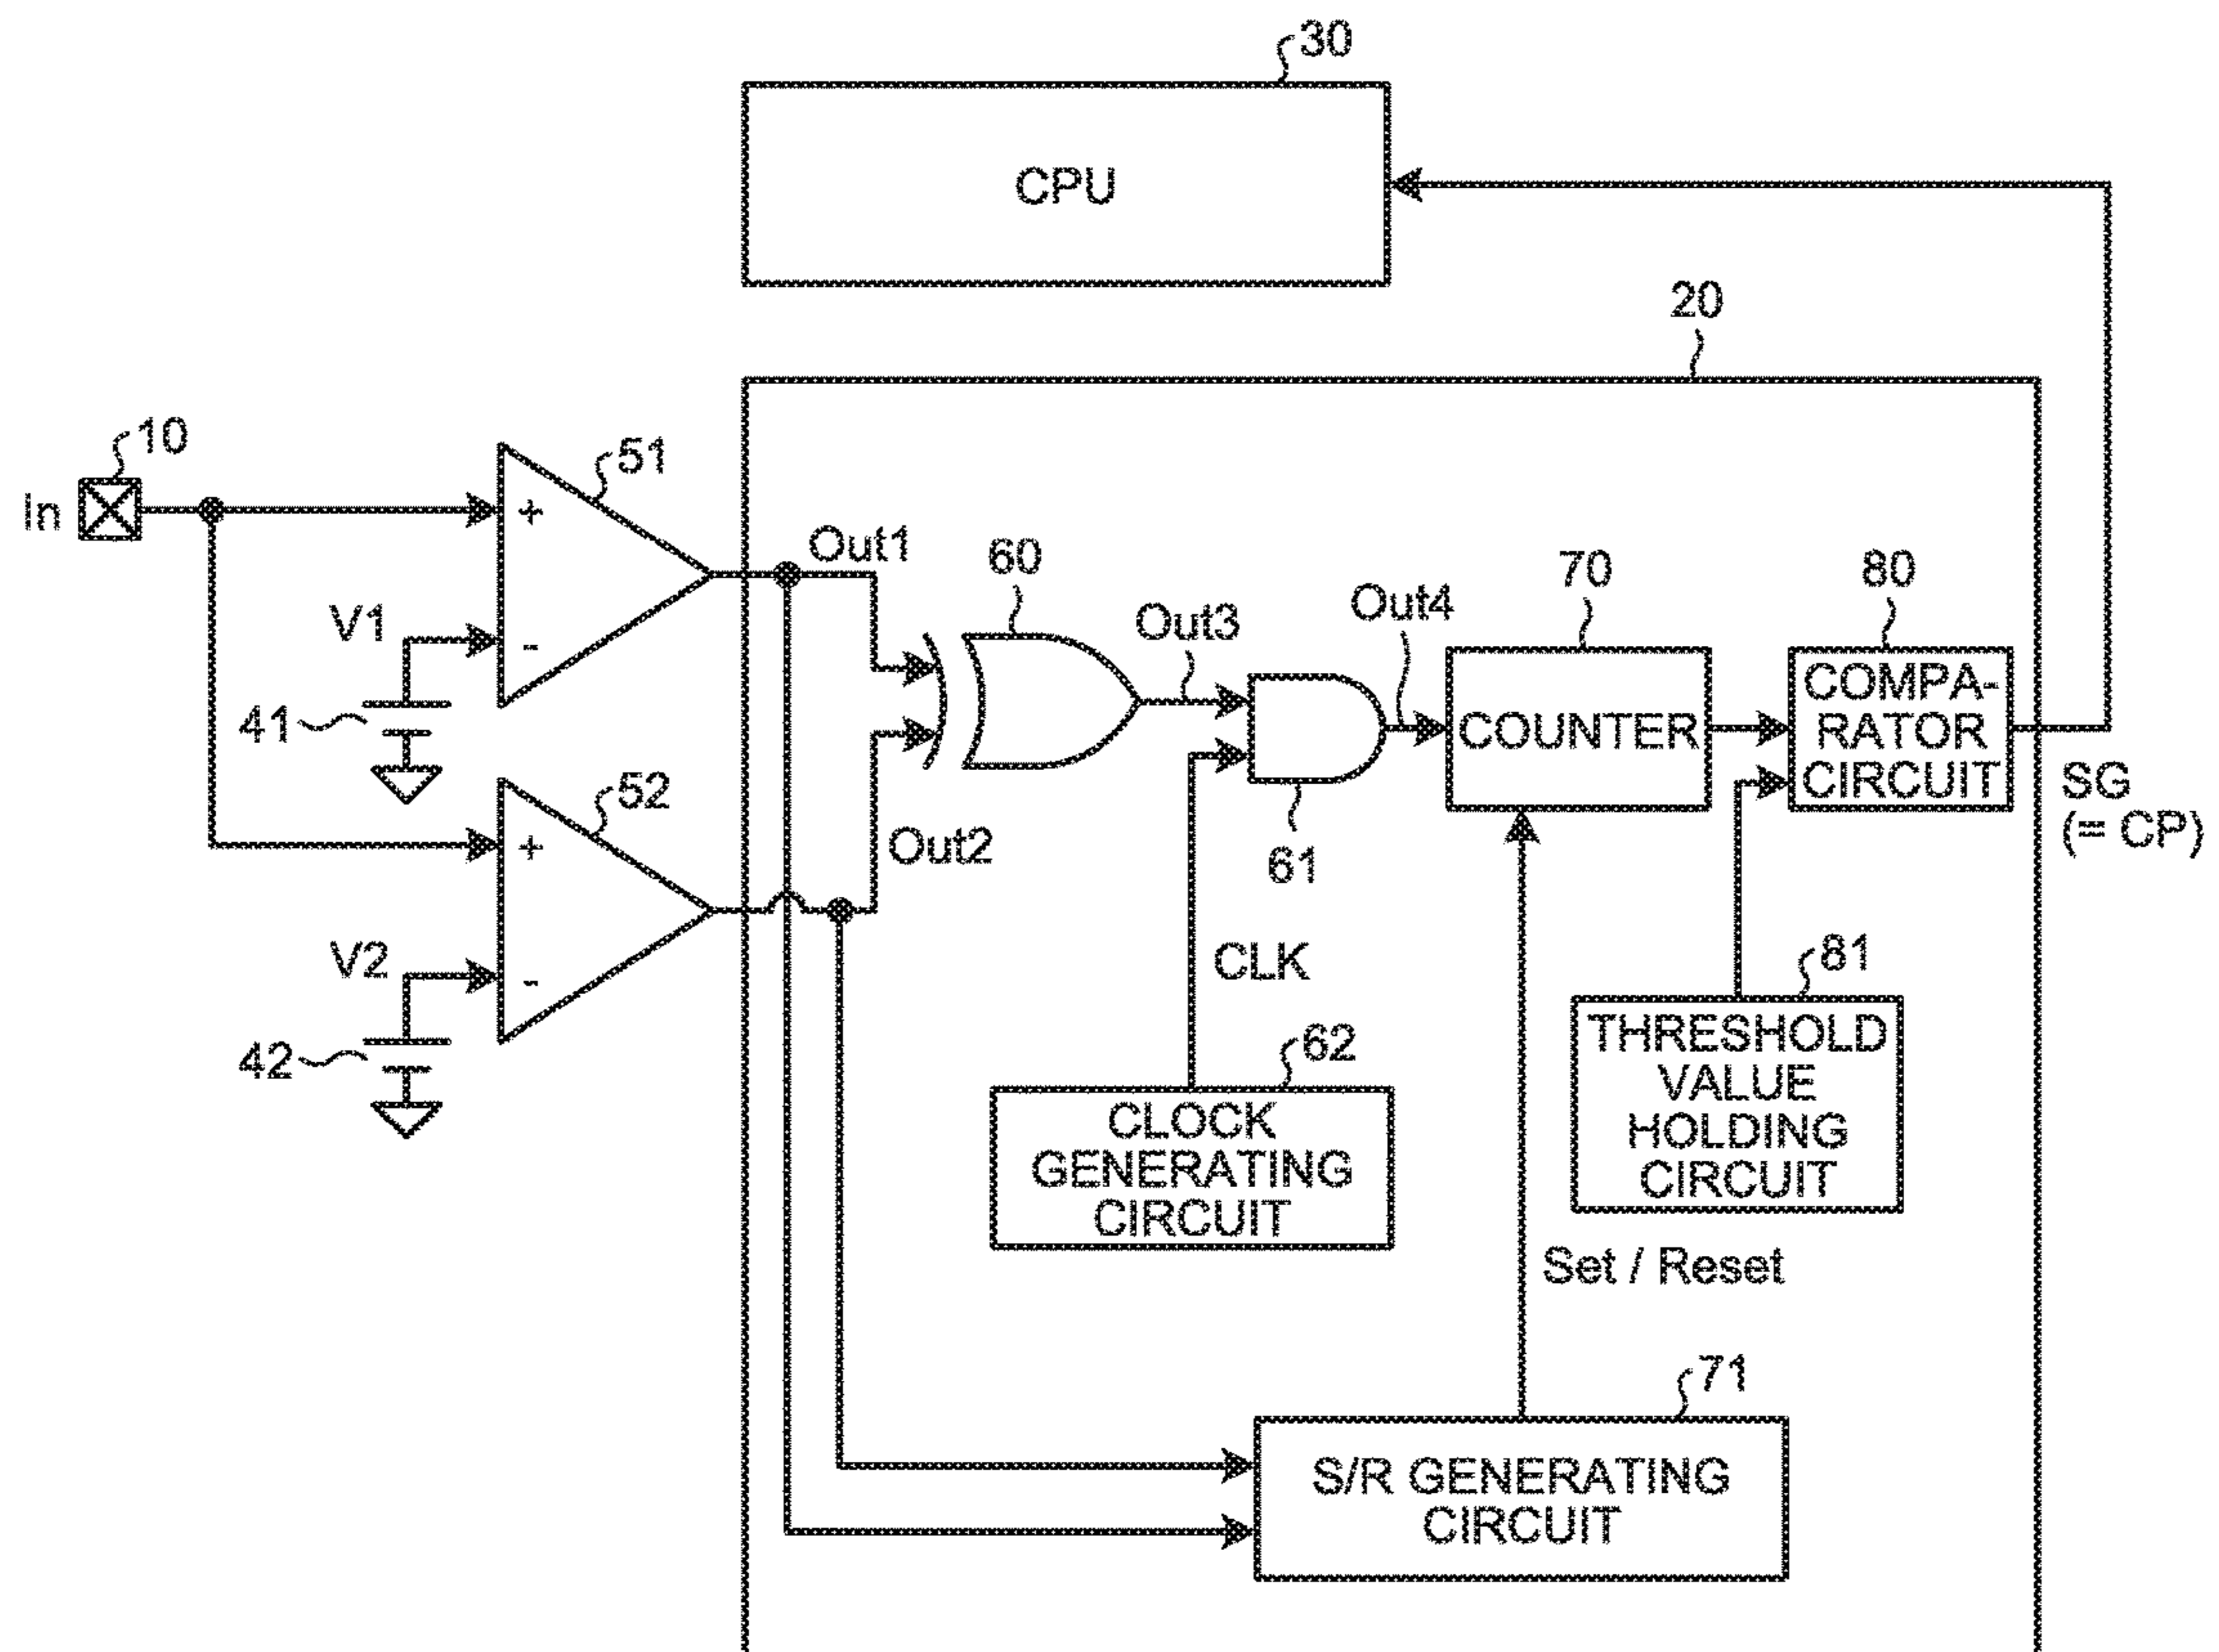 30
CPU
20
10
In
51
+
-
Out1
V1
41
60
Out3
Out4
70
COUNTER
80
COMPA-
RATOR
CIRCUIT
61
SG
(= CP)
52
+
-
Out2
V2
42
CLK
62
CLOCK
GENERATING
CIRCUIT
81
THRESHOLD
VALUE
HOLDING
CIRCUIT
Set / Reset
71
S/R GENERATING
CIRCUIT